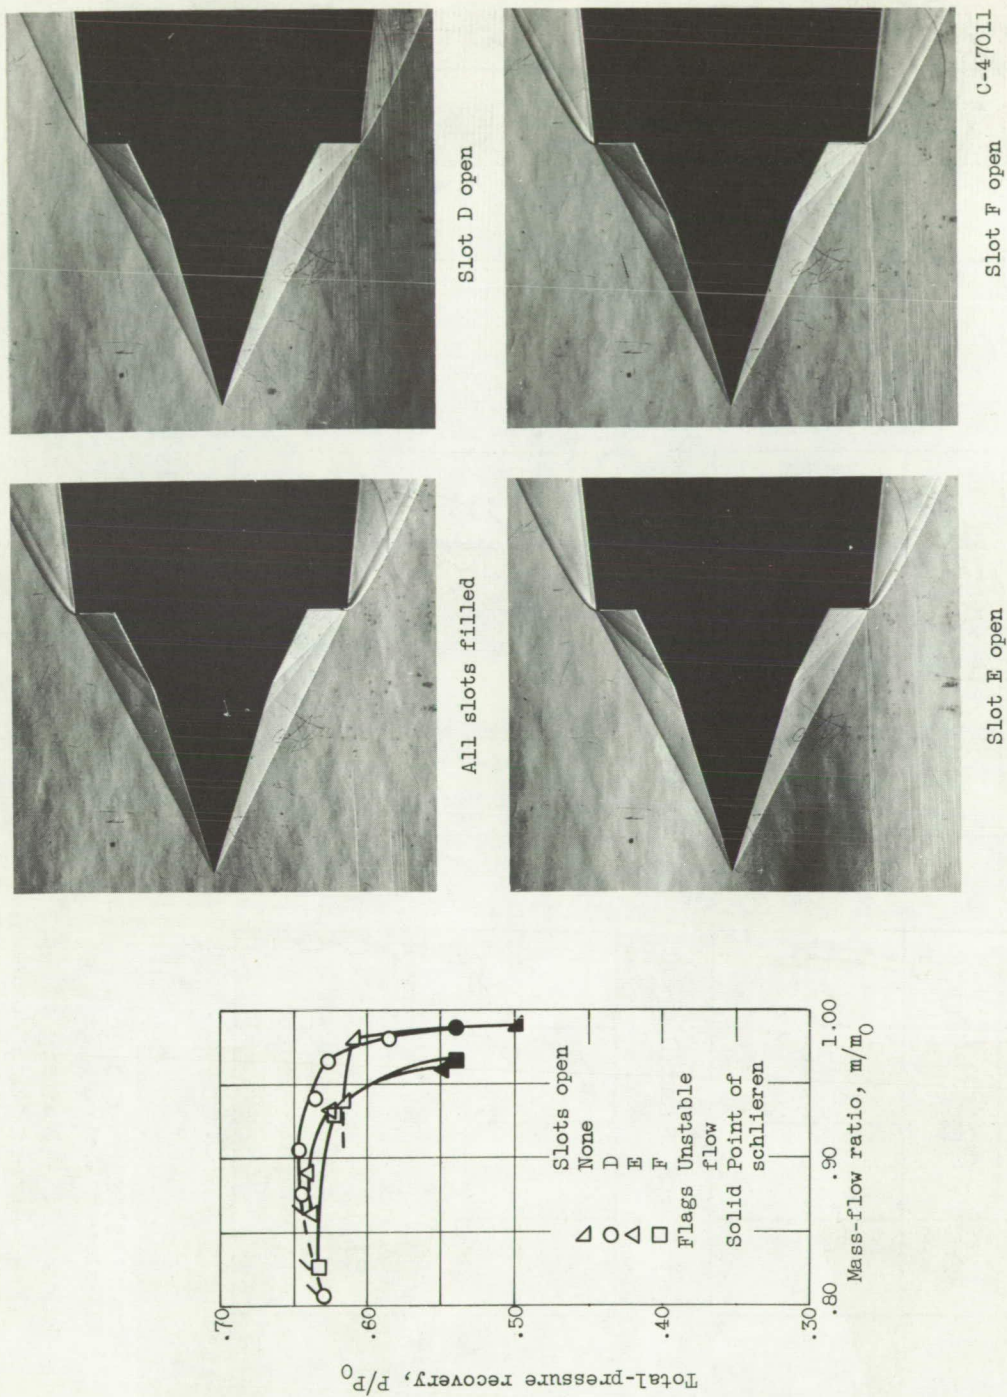 .70
.60
.50
.40
.30
Total-pressure recovery, P/P0
.80
.90
1.00
Mass-flow ratio, m/m0
Slots open
None
D
E
F
Flags Unstable
flow
Solid Point of
schlieren
All slots filled
Slot D open
Slot E open
Slot F open
C-47011